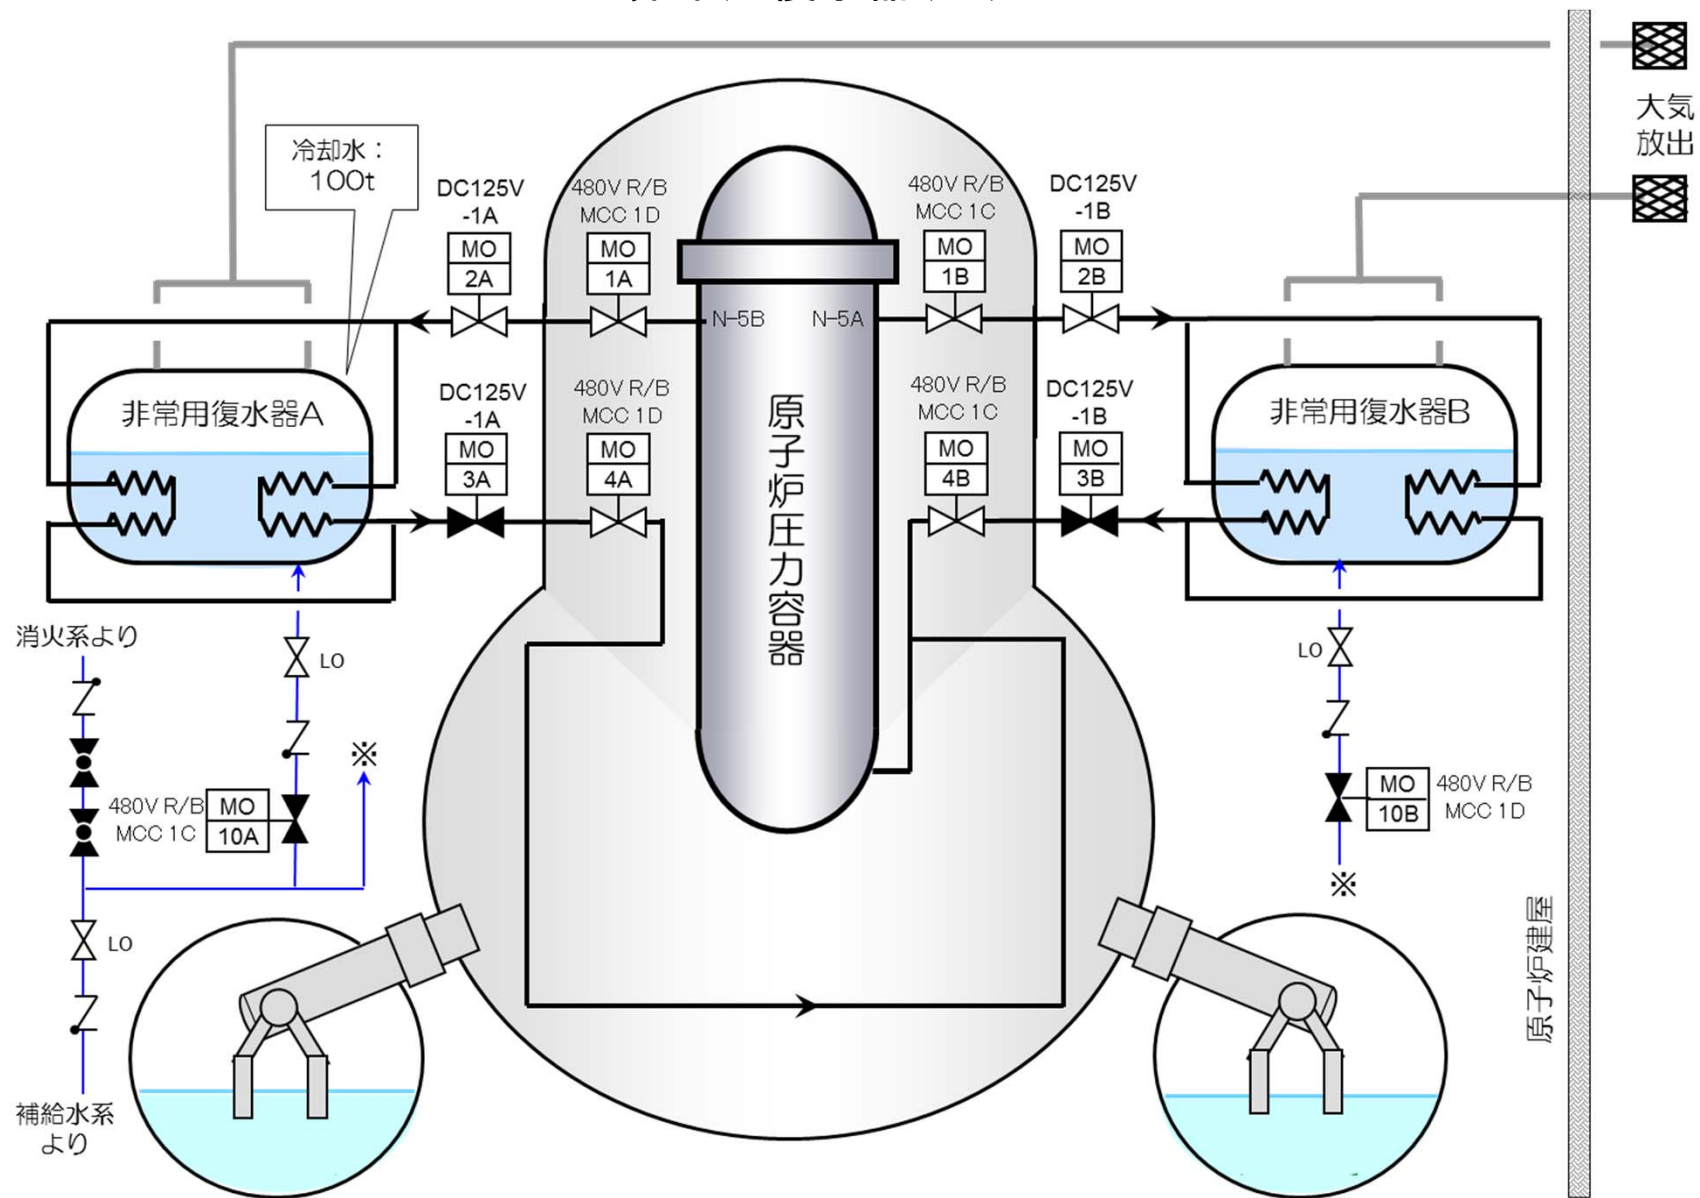 大気
放出
冷却水：
100t
DC125V
-1A
MO
2A
480V R/B
MCC 1D
MO
1A
480V R/B
MCC 1C
MO
1B
DC125V
-1B
MO
2B
N-5B
N-5A
非常用復水器A
DC125V
-1A
MO
3A
480V R/B
MCC 1D
MO
4A
原子炉圧力容器
480V R/B
MCC 1C
MO
4B
DC125V
-1B
MO
3B
非常用復水器B
消火系より
LO
※
480V R/B
MCC 1C
MO
10A
LO
補給水系
より
LO
MO
10B
480V R/B
MCC 1D
※
原子炉建屋